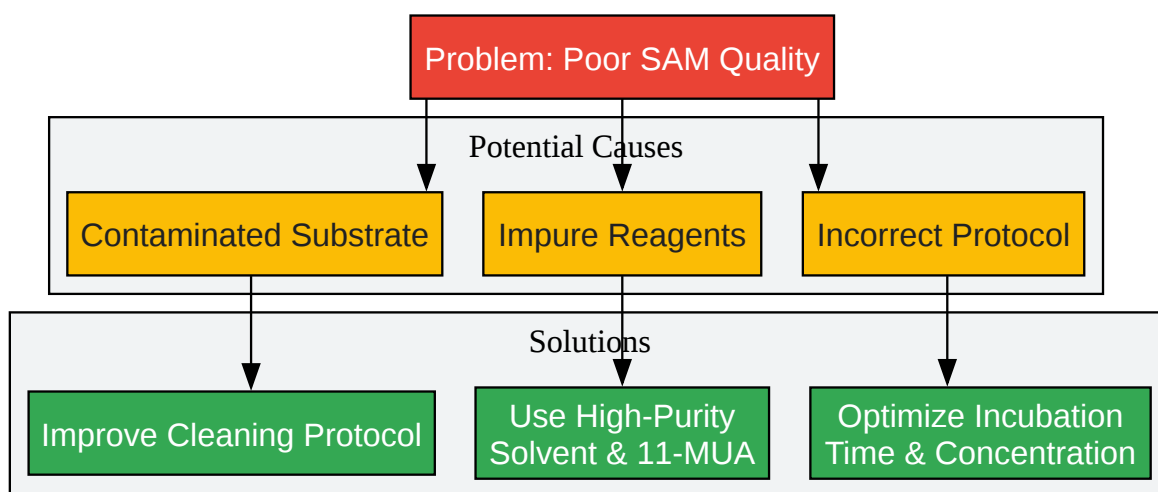 Problem: Poor SAM Quality
Potential Causes
Contaminated Substrate
Impure Reagents
Incorrect Protocol
Solutions
Improve Cleaning Protocol
Use High-Purity
Solvent & 11-MUA
Optimize Incubation
Time & Concentration